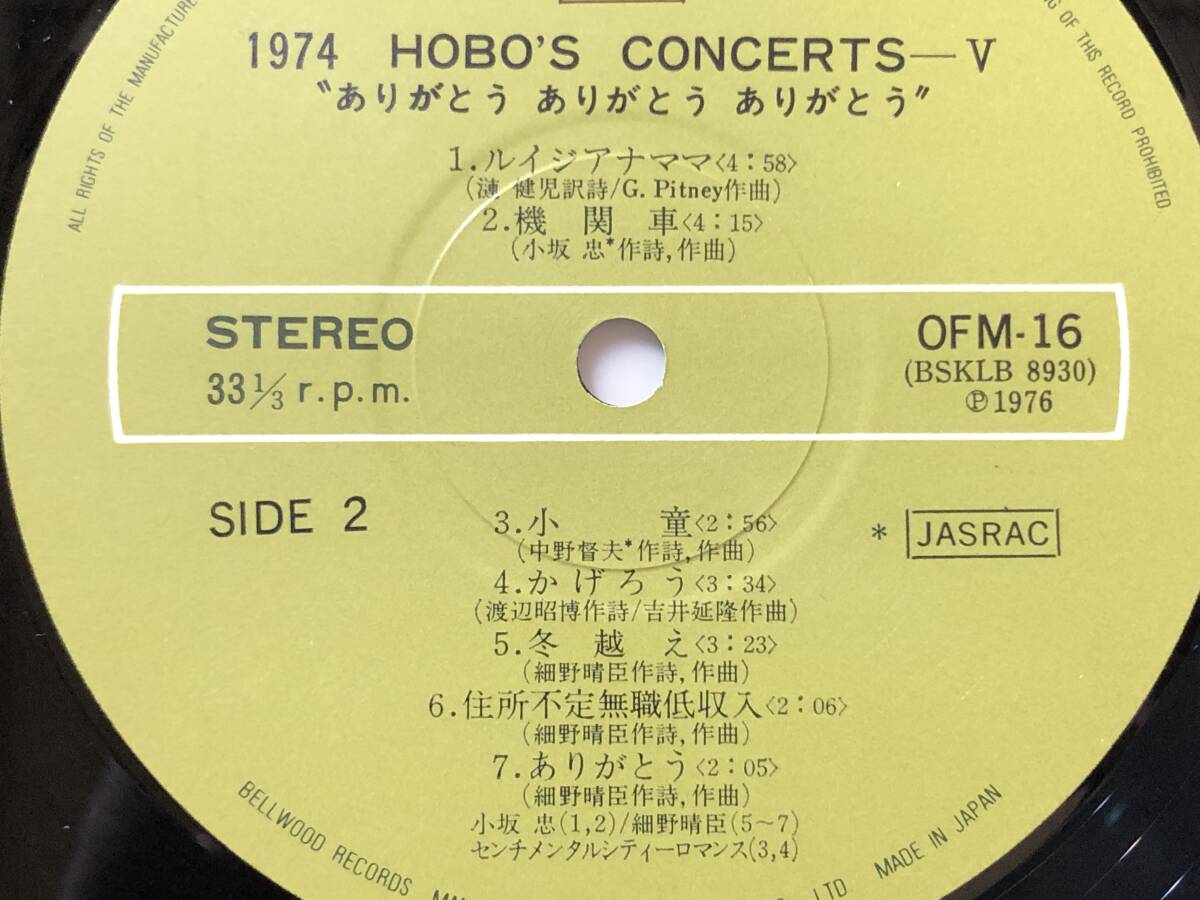 1974 HOBO'S CONCERTS—V
"ありがとう ありがとう ありがとう"
1.ルイジアナママ〈4:58〉
(漣 健児訳詩/G. Pitney作曲)
2.機関車〈4:15〉
(小坂 忠*作詩,作曲)
STEREO
33⅓ r.p.m.
OFM-16
(BSKLB 8930)
℗1976
SIDE 2
3.小童〈2:56〉
(中野督夫*作詩,作曲)
* JASRAC
4.かげろう〈3:34〉
(渡辺昭博作詩/吉井延隆作曲)
5.冬越え〈3:23〉
(細野晴臣作詩,作曲)
6.住所不定無職低収入〈2:06〉
(細野晴臣作詩,作曲)
7.ありがとう〈2:05〉
(細野晴臣作詩,作曲)
小坂 忠(1,2)/細野晴臣(5〜7)
センチメンタルシティーロマンス(3,4)
ALL RIGHTS OF THE MANUFACTURE
OF THIS RECORD PROHIBITED
BELLWOOD RECORDS
LTD MADE IN JAPAN